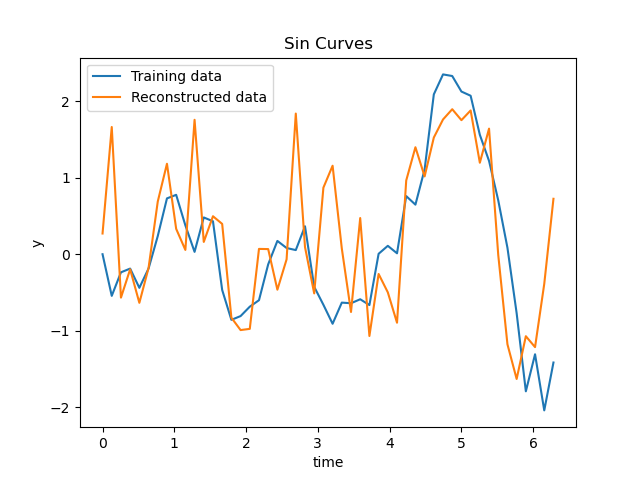 Sin Curves
Training data
Reconstructed data
y
2
1
0
−1
−2
0 1 2 3 4 5 6
time